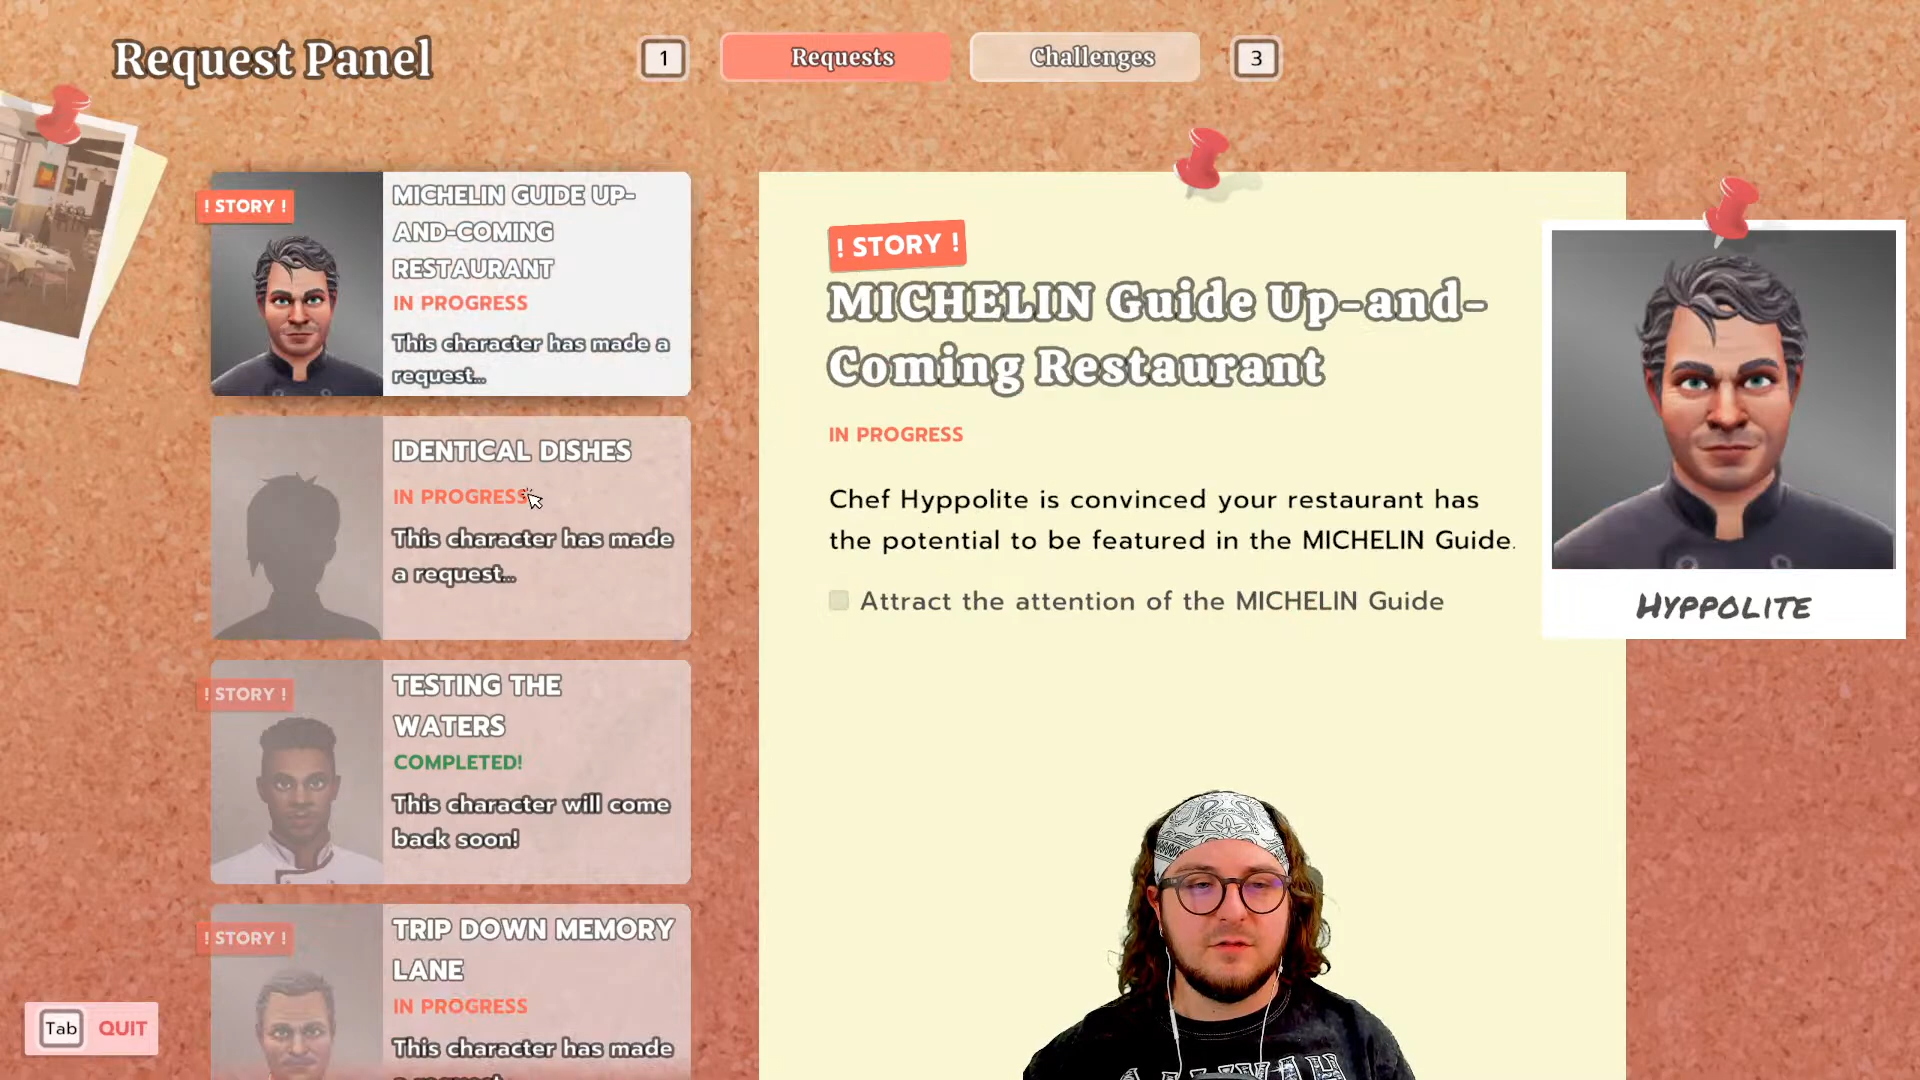 Request Panel
1
Requests
Challenges
3
! STORY !
MICHELIN GUIDE UP-
AND-COMING
RESTAURANT
IN PROGRESS
This character has made a
request...
IDENTICAL DISHES
IN PROGRESS
This character has made
a request...
! STORY !
TESTING THE
WATERS
COMPLETED!
This character will come
back soon!
! STORY !
TRIP DOWN MEMORY
LANE
IN PROGRESS
This character has made
! STORY !
MICHELIN Guide Up-and-
Coming Restaurant
IN PROGRESS
Chef Hyppolite is convinced your restaurant has
the potential to be featured in the MICHELIN Guide.
Attract the attention of the MICHELIN Guide
HYPPOLITE
Tab QUIT